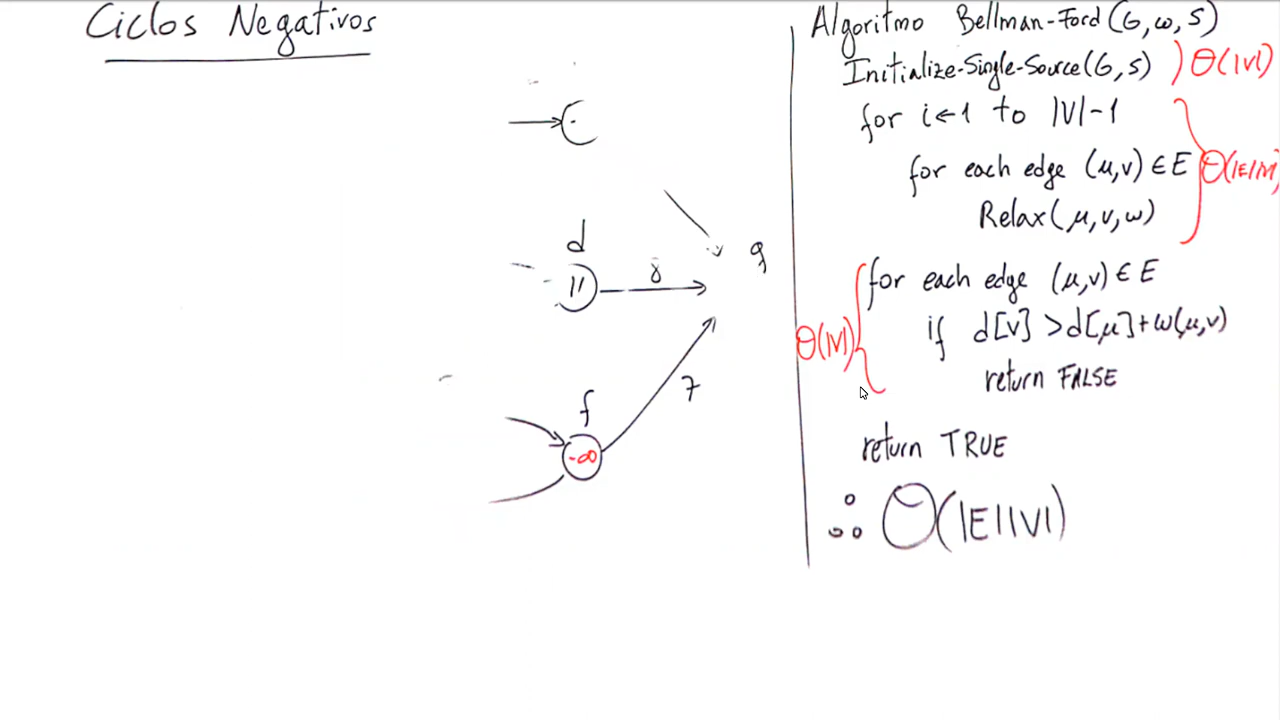 Ciclos Negativos
d
11
8
g
f
-∞
7
Algoritmo Bellman-Ford(G,w,s)
Initialize-Single-Source(G,s) Θ(|V|)
for i←1 to |V|-1
for each edge (μ,v) ∈ E Θ(|E||V|)
Relax(μ,v,w)
for each edge (μ,v) ∈ E
if d[v] > d[μ]+w(μ,v)
Θ(|V|)
return FALSE
return TRUE
∴ Θ(|E||V|)